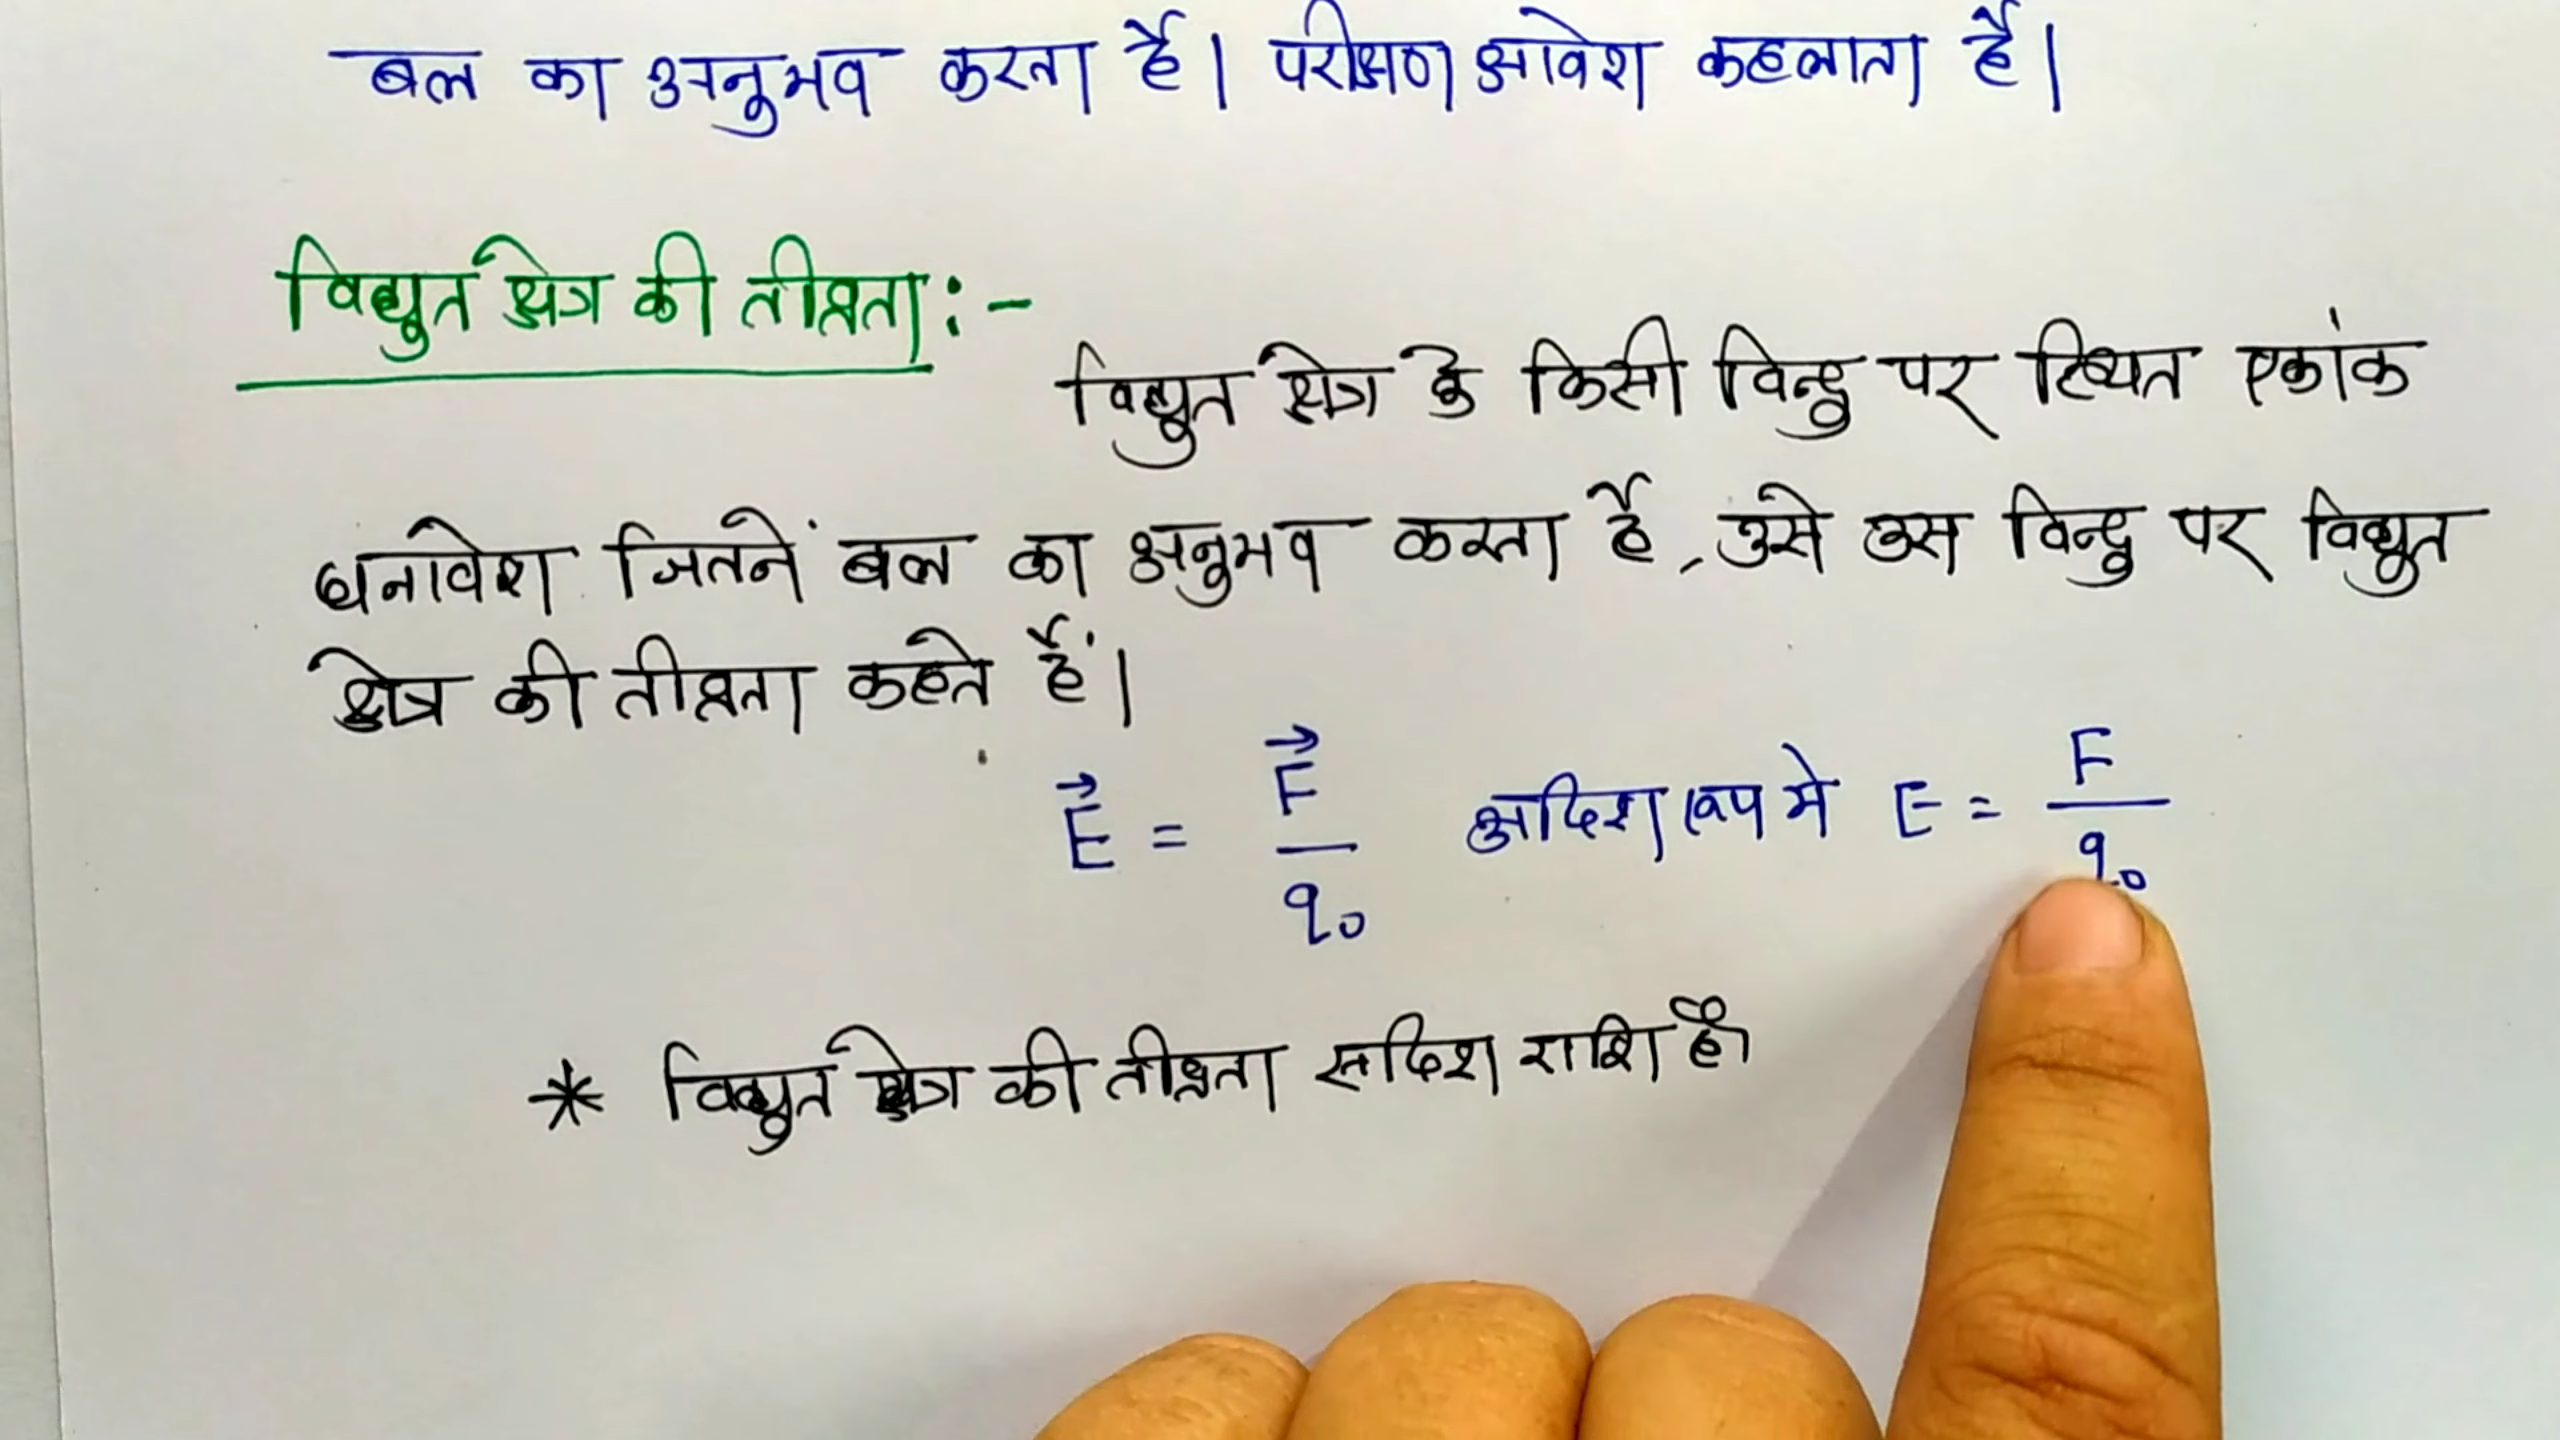 बल का अनुभव करता है। परीक्षण आवेश कहलाता है।
विद्युत क्षेत्र की तीव्रता :-
विद्युत क्षेत्र के किसी विन्दु पर स्थित एकांक
धनावेश जितनें बल का अनुभव करता है, उसे उस विन्दु पर विद्युत
क्षेत्र की तीव्रता कहते हैं।
E⃗ = F⃗ / q₀ अदिश रूप मे E = F / q₀
* विद्युत क्षेत्र की तीव्रता सदिश राशि है।